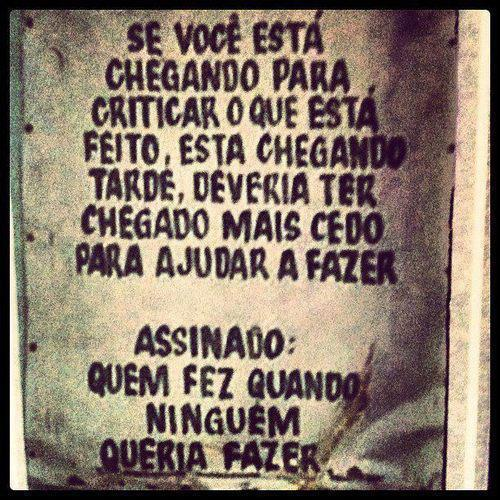 SE VOCÊ ESTÁ
CHEGANDO PARA
CRITICAR O QUE ESTÁ
FEITO, ESTA CHEGANDO
TARDE, DEVERIA TER
CHEGADO MAIS CEDO
PARA AJUDAR A FAZER
ASSINADO:
QUEM FEZ QUANDO
NINGUÉM
QUERIA FAZER